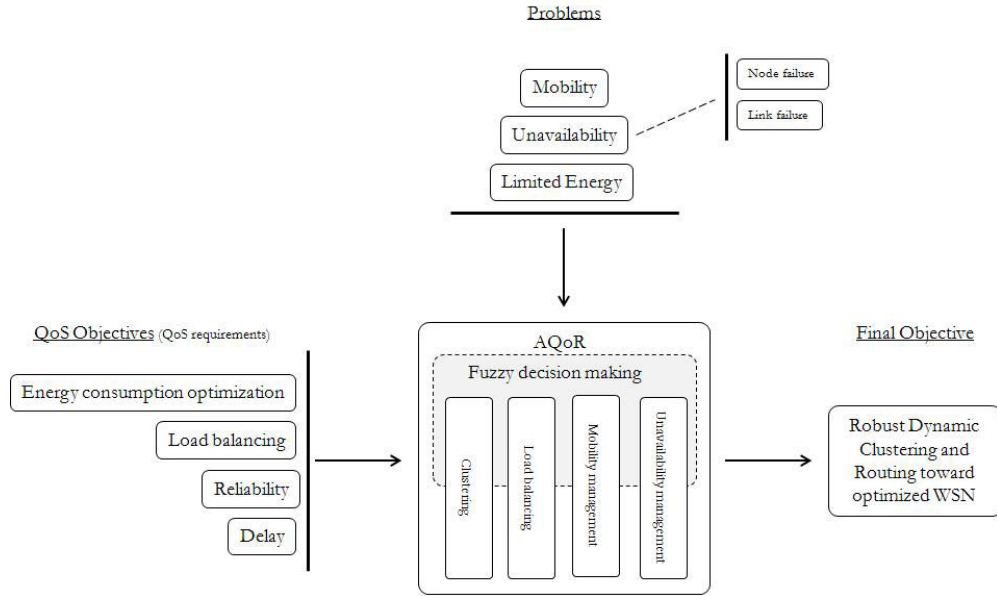 Problems
Mobility
Unavailability
Limited Energy
Node failure
Link failure
QoS Objectives (QoS requirements)
Energy consumption optimization
Load balancing
Reliability
Delay
AQoR
Fuzzy decision making
Clustering
Load balancing
Mobility management
Unavailability management
Final Objective
Robust Dynamic
Clustering and
Routing toward
optimized WSN